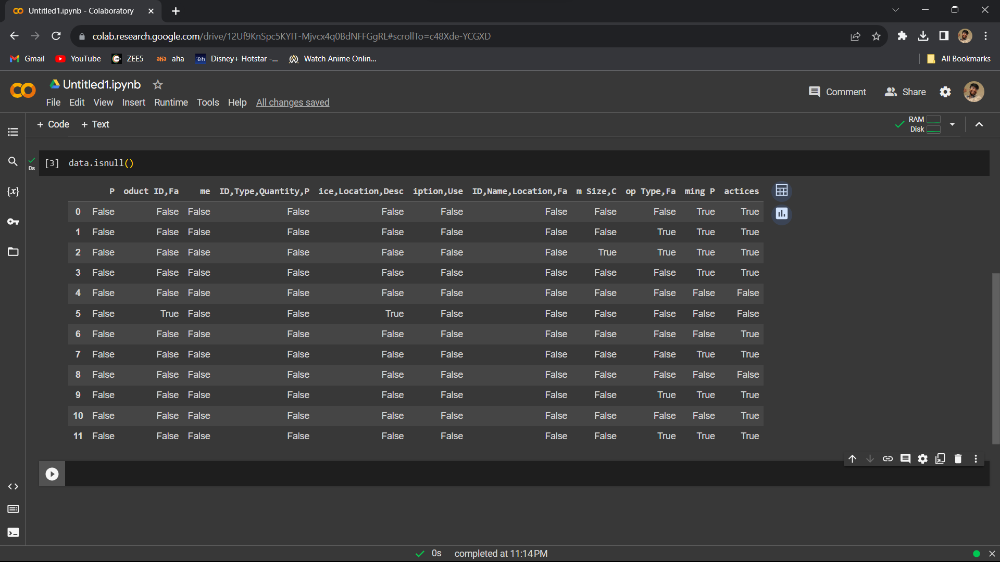 Untitled1.ipynb - Colaboratory
colab.research.google.com/drive/12Uf9KnSpc5KYIT-Mjvcx4q0BdNFFGgRL#scrollTo=c48Xde-YCGXD
Gmail YouTube ZEE5 aha aha Disney+ Hotstar -... Watch Anime Onlin... All Bookmarks
Untitled1.ipynb
File Edit View Insert Runtime Tools Help All changes saved
Comment Share
+ Code + Text
RAM
Disk
0s
[3] data.isnull()
P oduct ID,Fa me ID,Type,Quantity,P ice,Location,Desc iption,Use ID,Name,Location,Fa m Size,C op Type,Fa ming P actices
0 False False False False False False False False False True True
1 False False False False False False False False True True True
2 False False False False False False False True True True True
3 False False False False False False False False False True True
4 False False False False False False False False False False False
5 False True False False True False False False False False False
6 False False False False False False False False False False True
7 False False False False False False False False False True True
8 False False False False False False False False False False False
9 False False False False False False False False True True True
10 False False False False False False False False False False True
11 False False False False False False False False True True True
{x}
0s completed at 11:14 PM